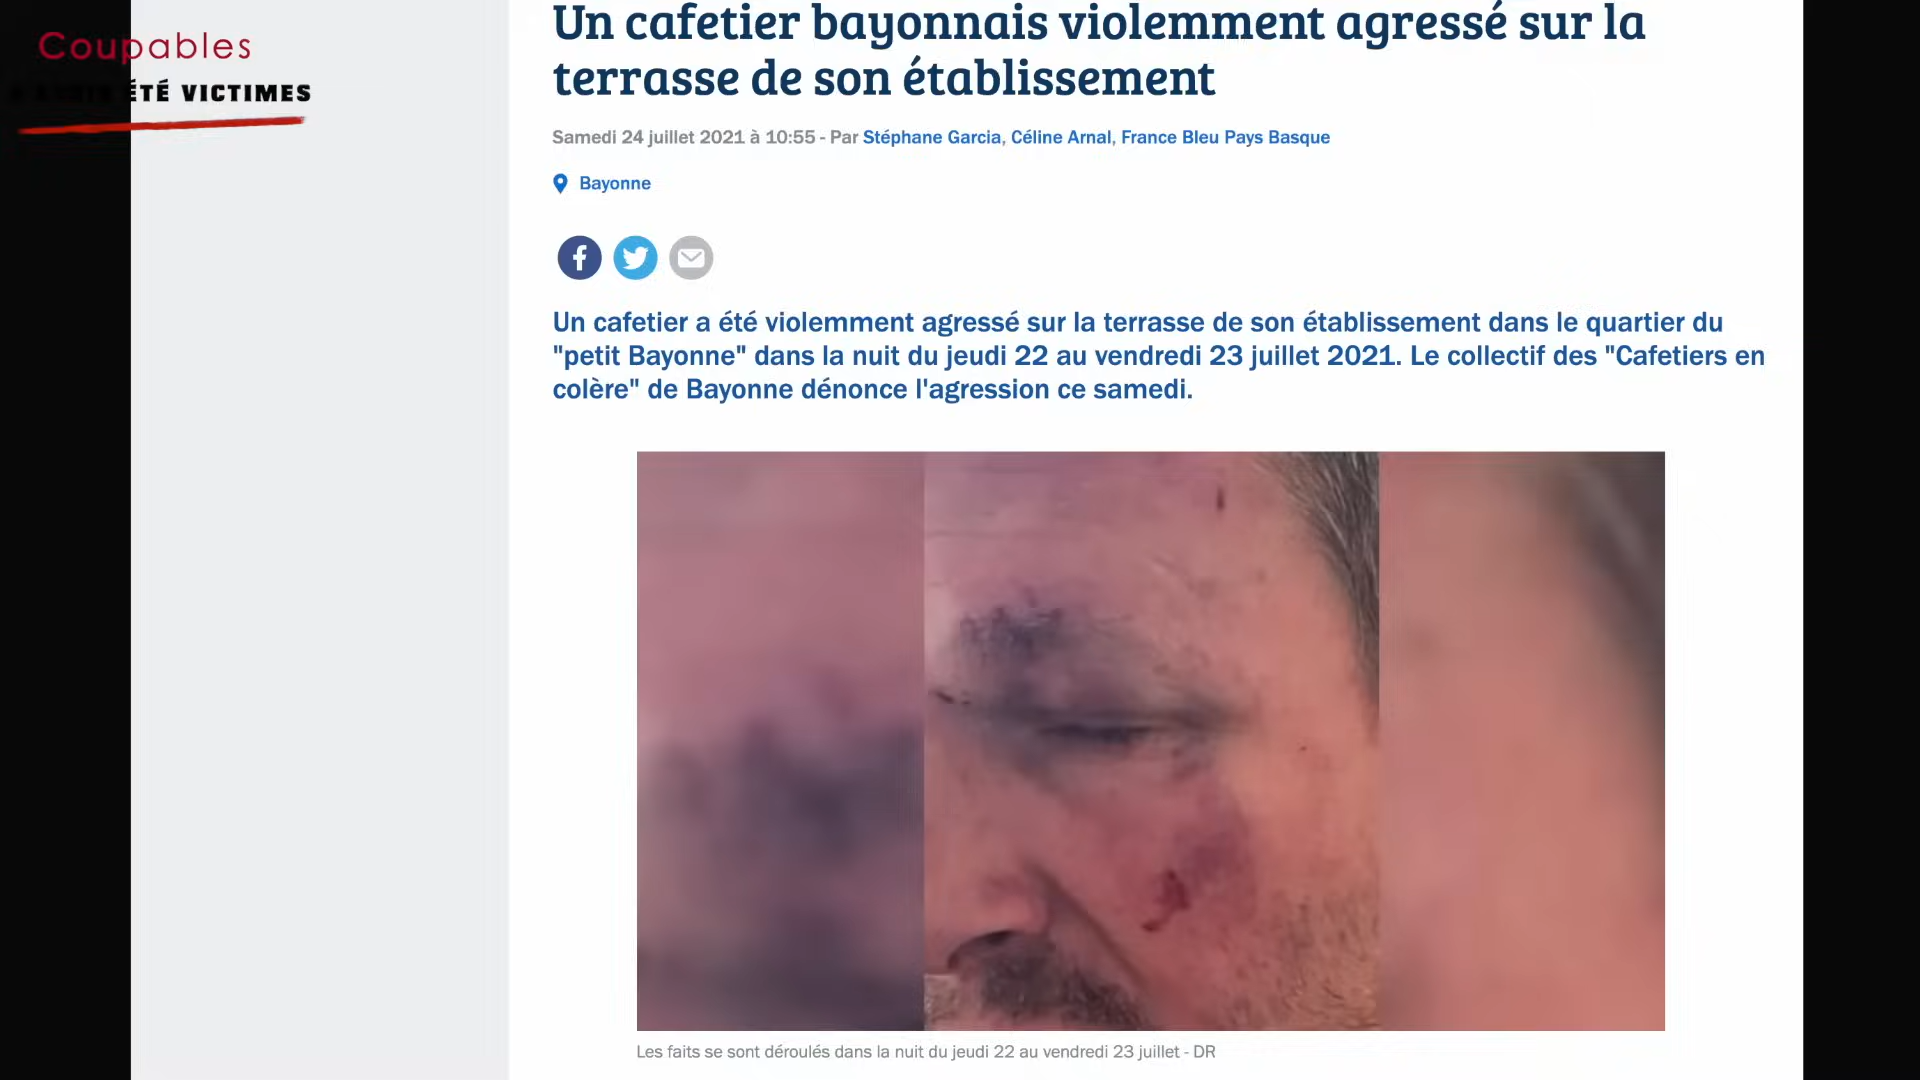 Coupables
ÉTÉ VICTIMES
Un cafetier bayonnais violemment agressé sur la
terrasse de son établissement
Samedi 24 juillet 2021 à 10:55 - Par Stéphane Garcia, Céline Arnal, France Bleu Pays Basque
Bayonne
Un cafetier a été violemment agressé sur la terrasse de son établissement dans le quartier du
"petit Bayonne" dans la nuit du jeudi 22 au vendredi 23 juillet 2021. Le collectif des "Cafetiers en
colère" de Bayonne dénonce l'agression ce samedi.
Les faits se sont déroulés dans la nuit du jeudi 22 au vendredi 23 juillet - DR